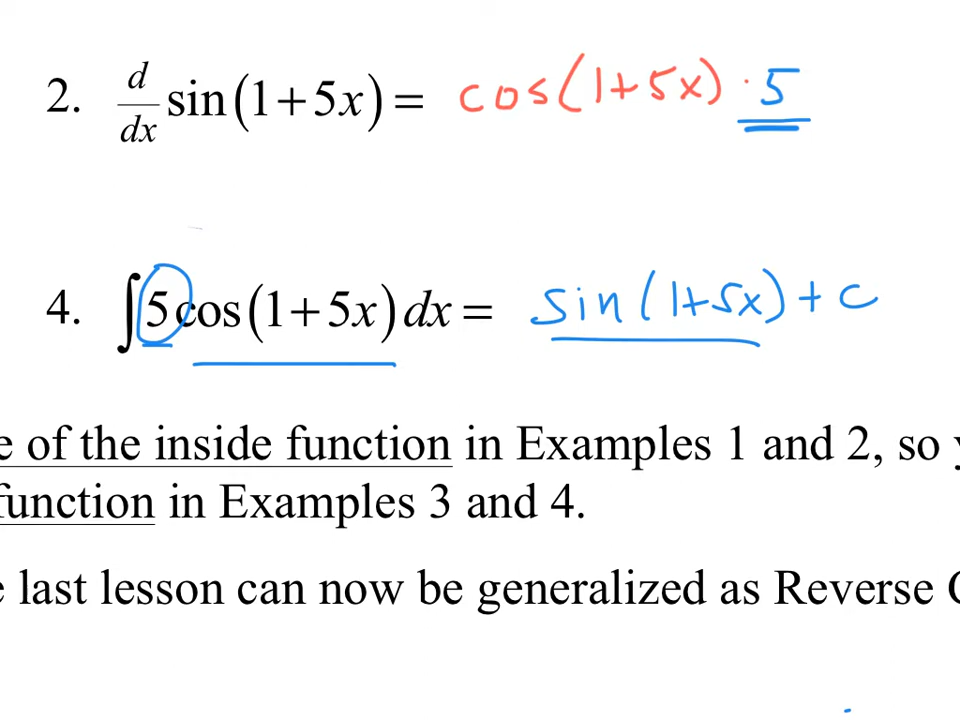 2. d/dx sin(1+5x) = cos(1+5x) · 5
4. ∫5cos(1+5x)dx = sin(1+5x)+c
e of the inside function in Examples 1 and 2, so y
function in Examples 3 and 4.
e last lesson can now be generalized as Reverse C